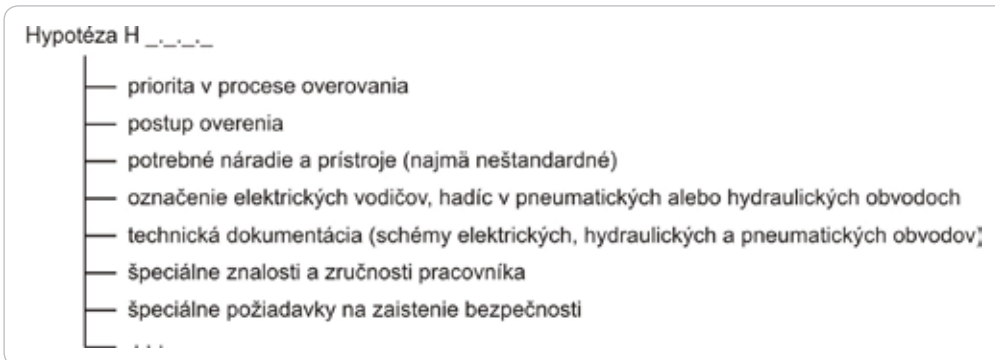 Hypotéza H _._._._
priorita v procese overovania
postup overenia
potrebné náradie a prístroje (najmä neštandardné)
označenie elektrických vodičov, hadíc v pneumatických alebo hydraulických obvodoch
technická dokumentácia (schémy elektrických, hydraulických a pneumatických obvodov)
špeciálne znalosti a zručnosti pracovníka
špeciálne požiadavky na zaistenie bezpečnosti
. . .